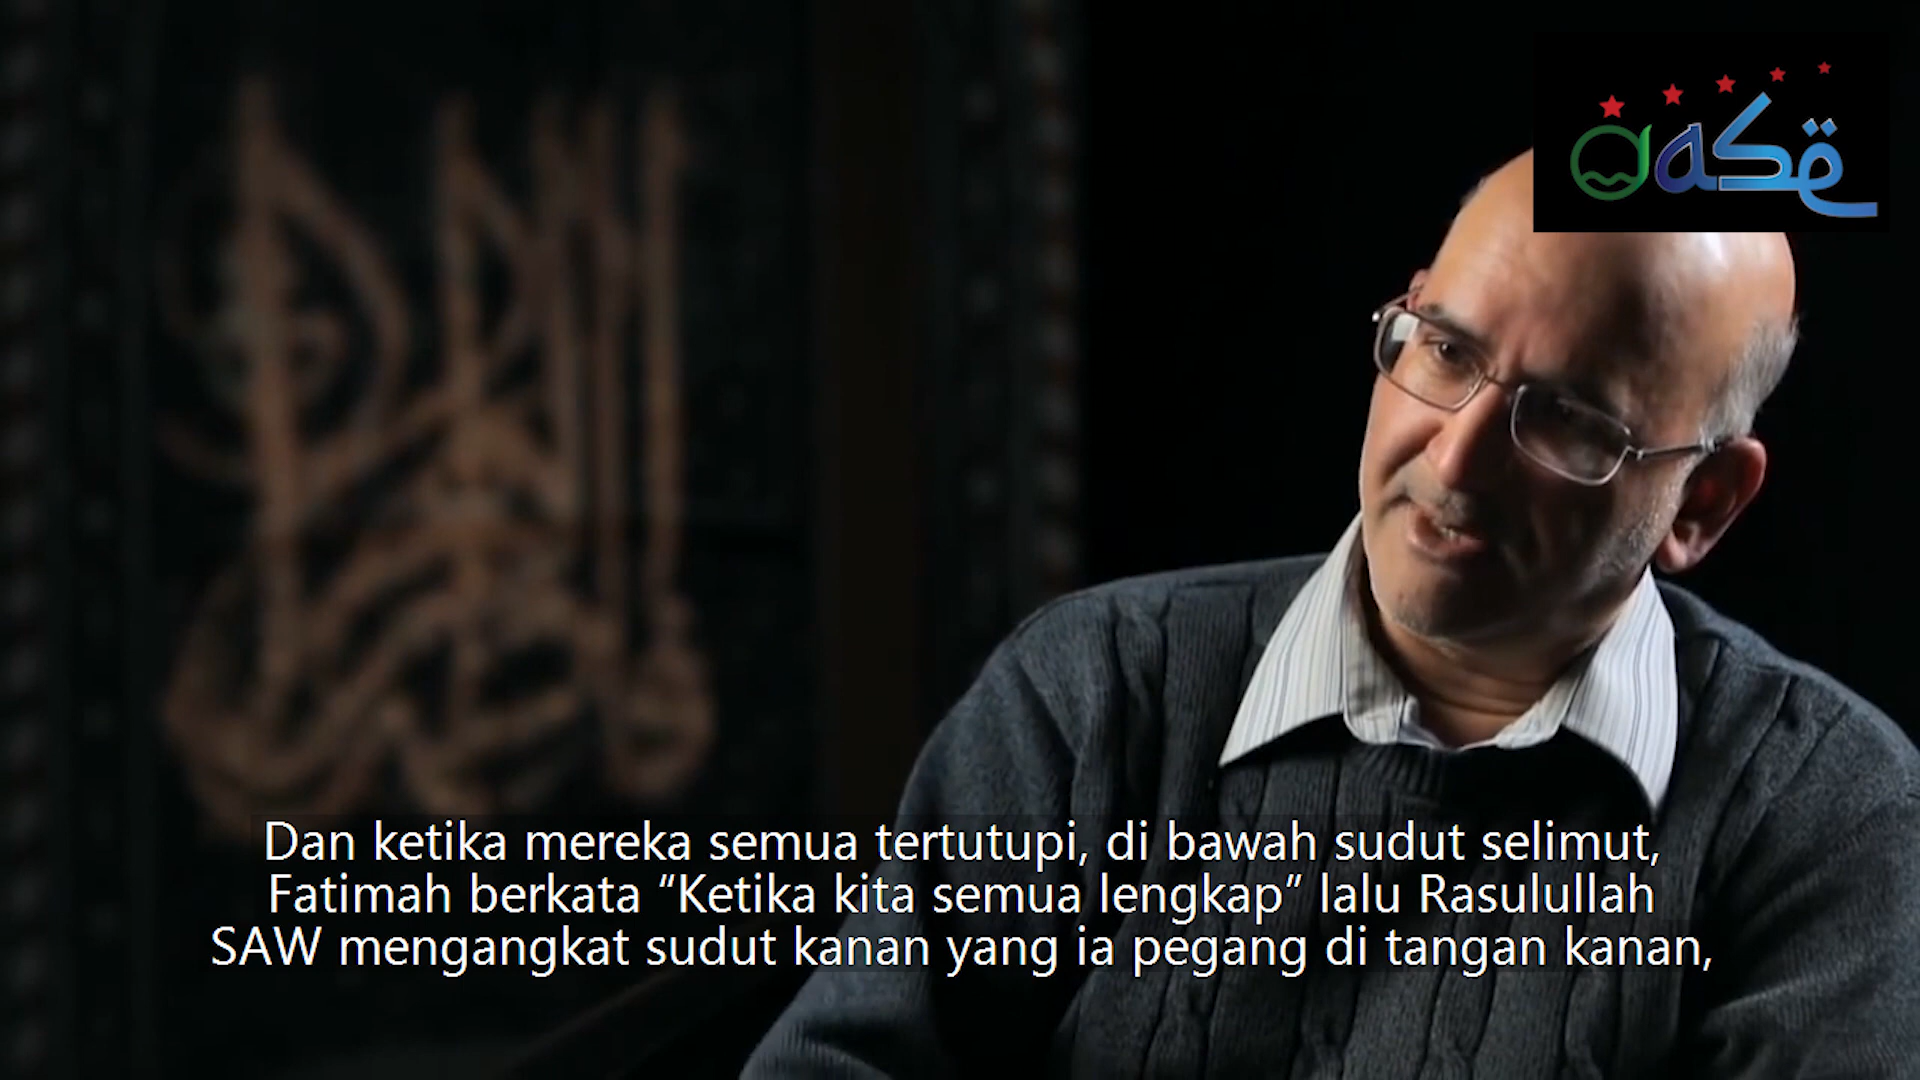 Dan ketika mereka semua tertutupi, di bawah sudut selimut,
Fatimah berkata “Ketika kita semua lengkap” lalu Rasulullah
SAW mengangkat sudut kanan yang ia pegang di tangan kanan,